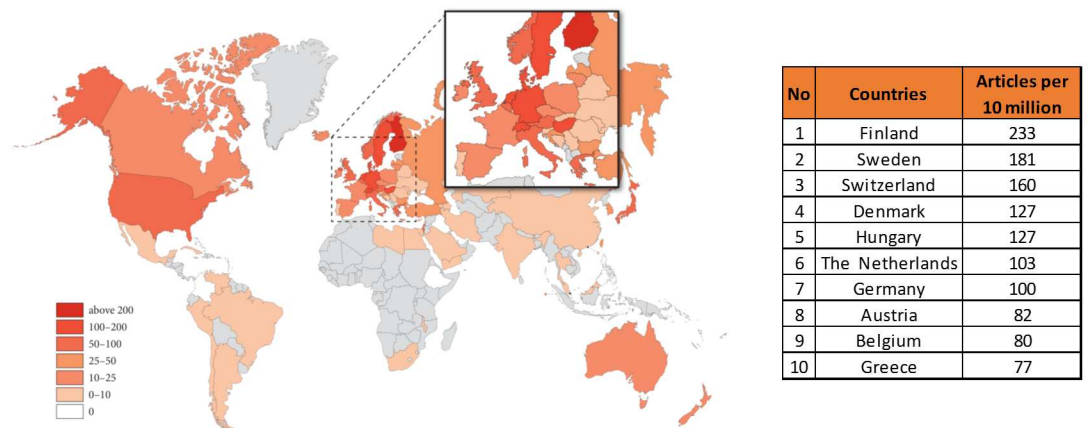 above 200
100–200
50–100
25–50
10–25
0–10
0
No Countries Articles per 10 million
1 Finland 233
2 Sweden 181
3 Switzerland 160
4 Denmark 127
5 Hungary 127
6 The Netherlands 103
7 Germany 100
8 Austria 82
9 Belgium 80
10 Greece 77